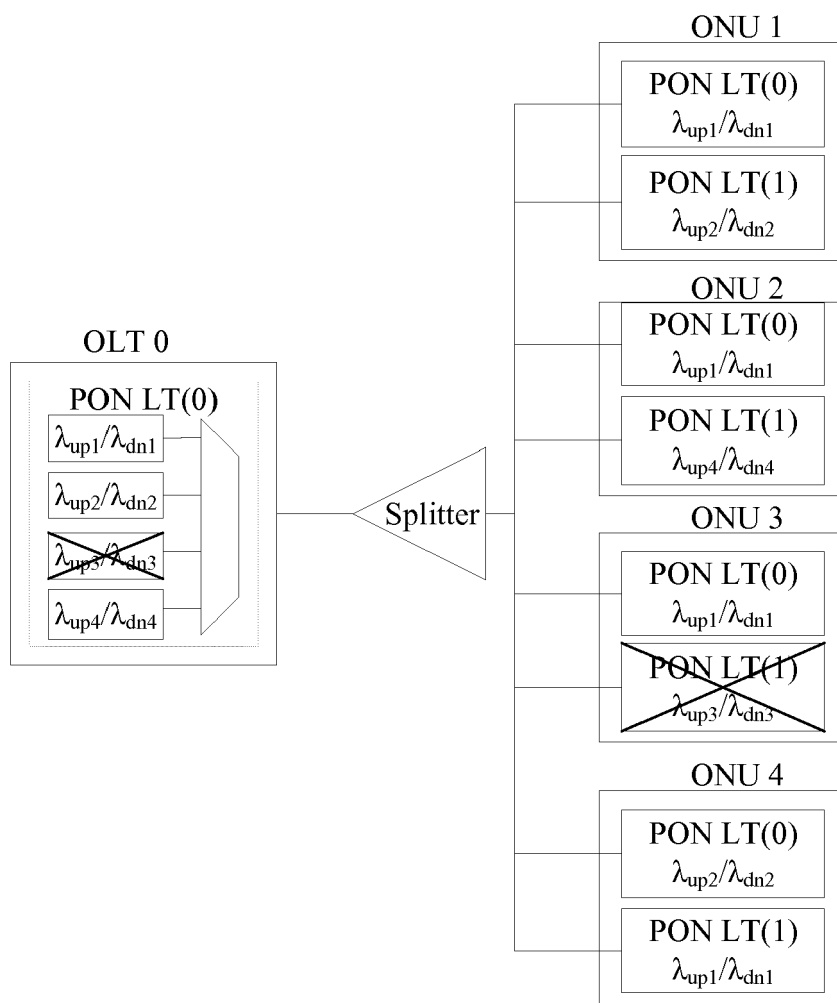 OLT 0
PON LT(0)
λup1/λdn1
λup2/λdn2
λup3/λdn3
λup4/λdn4
Splitter
ONU 1
PON LT(0)
λup1/λdn1
PON LT(1)
λup2/λdn2
ONU 2
PON LT(0)
λup1/λdn1
PON LT(1)
λup4/λdn4
ONU 3
PON LT(0)
λup1/λdn1
PON LT(1)
λup3/λdn3
ONU 4
PON LT(0)
λup2/λdn2
PON LT(1)
λup1/λdn1